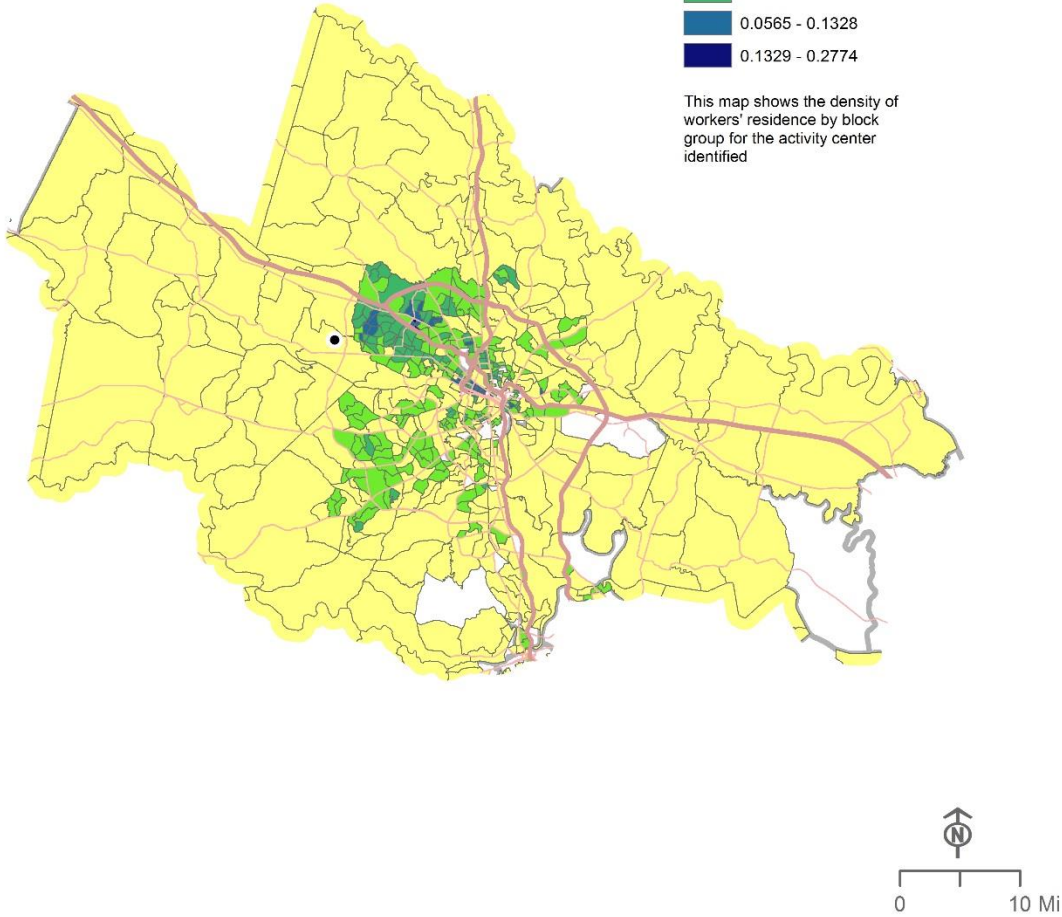 0.0565 - 0.1328
0.1329 - 0.2774
This map shows the density of
workers' residence by block
group for the activity center
identified
N
0 10 Mi